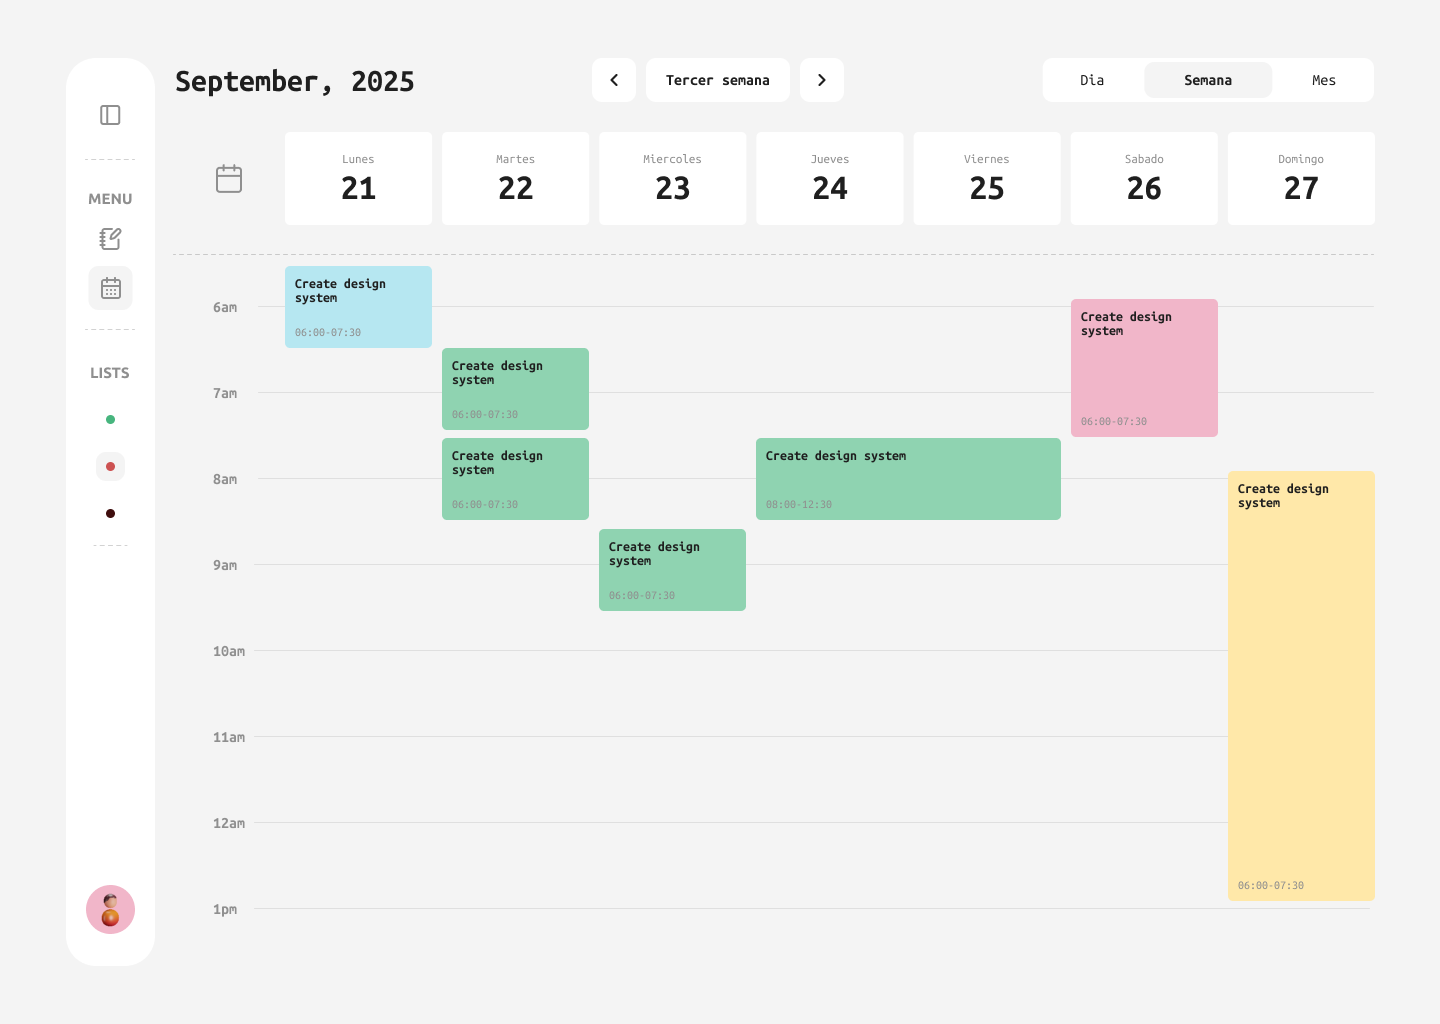 September, 2025
Tercer semana
Dia
Semana
Mes
MENU
LISTS
Lunes
21
Martes
22
Miercoles
23
Jueves
24
Viernes
25
Sabado
26
Domingo
27
6am
7am
8am
9am
10am
11am
12am
1pm
Create design
system
06:00-07:30
Create design
system
06:00-07:30
Create design
system
06:00-07:30
Create design
system
06:00-07:30
Create design system
08:00-12:30
Create design
system
06:00-07:30
Create design
system
06:00-07:30